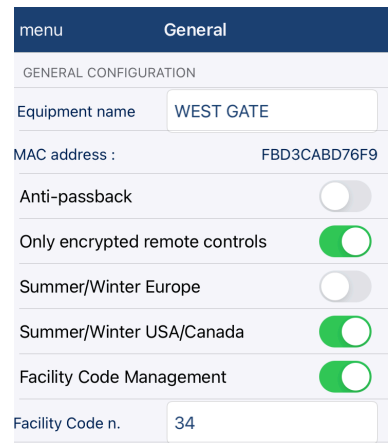 menu General
GENERAL CONFIGURATION
Equipment name WEST GATE
MAC address : FBD3CABD76F9
Anti-passback
Only encrypted remote controls
Summer/Winter Europe
Summer/Winter USA/Canada
Facility Code Management
Facility Code n. 34